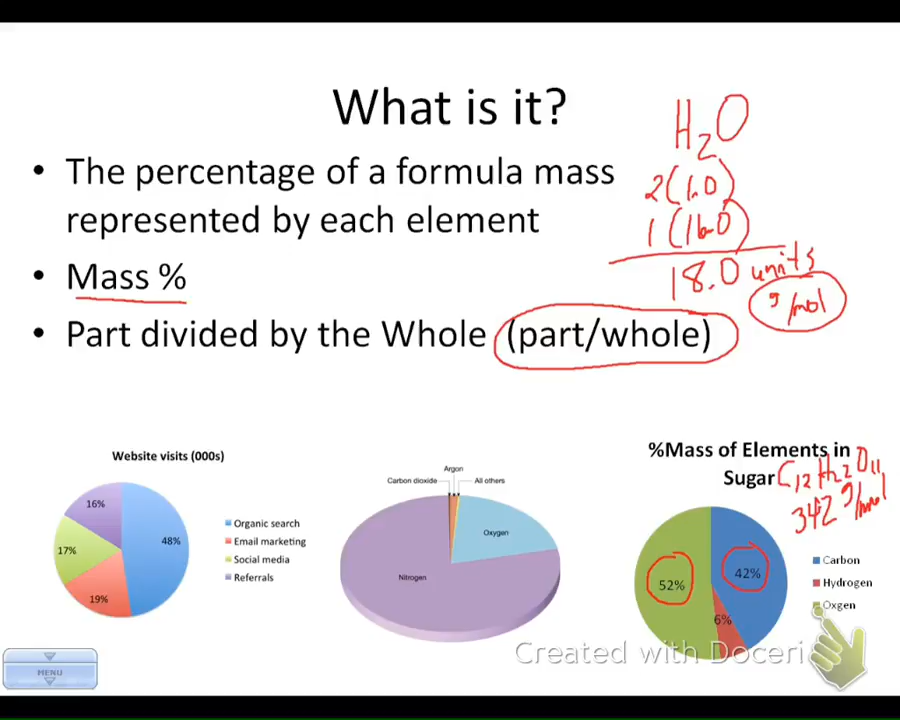 What is it?
• The percentage of a formula mass
represented by each element
• Mass %
• Part divided by the Whole (part/whole)
H2O
2(1.0)
1(16.0)
18.0 units
g/mol
Website visits (000s)
16%
48%
17%
19%
Organic search
Email marketing
Social media
Referrals
Argon
Carbon dioxide
All others
Oxygen
Nitrogen
%Mass of Elements in
Sugar C12H22O11
342 g/mol
52%
42%
6%
Carbon
Hydrogen
Oxgen
Created with Doceri
MENU